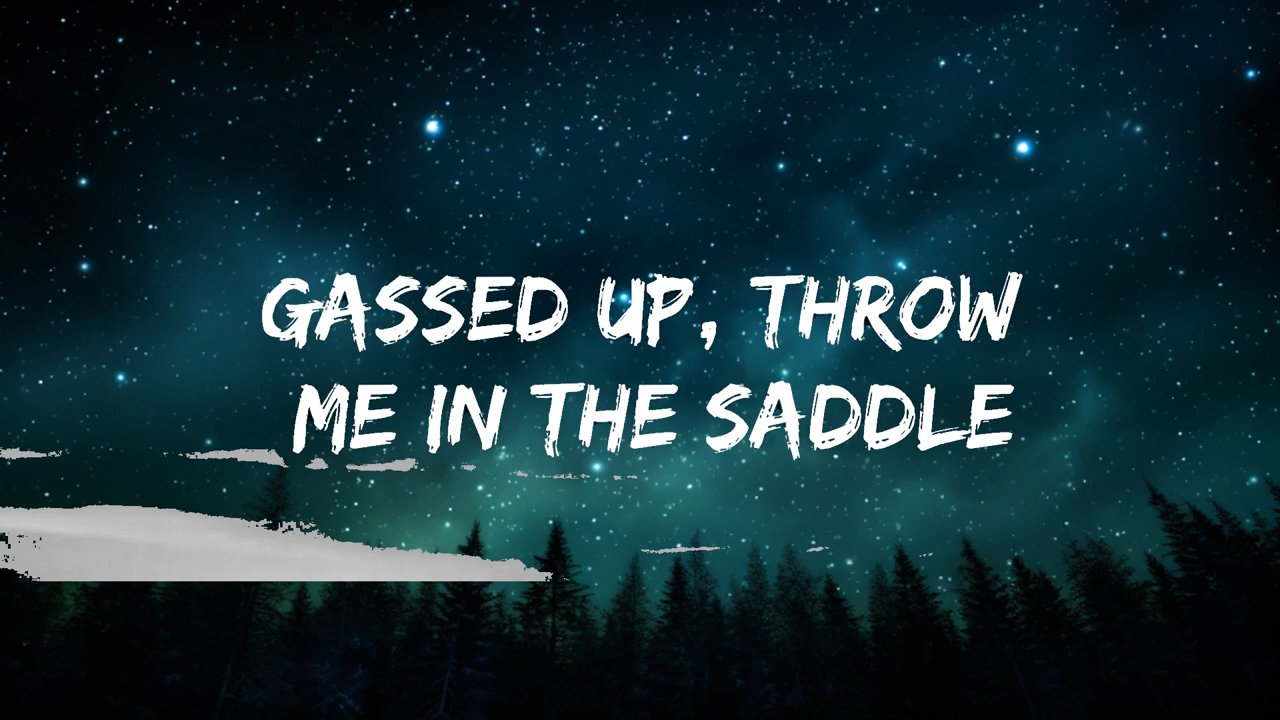 GASSED UP, THROW
ME IN THE SADDLE